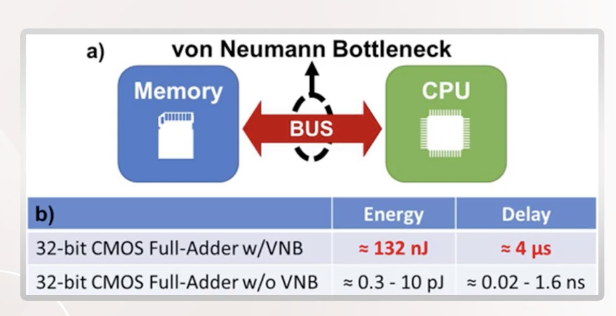 a) von Neumann Bottleneck
Memory
BUS
CPU
b) Energy Delay
32-bit CMOS Full-Adder w/VNB ≈ 132 nJ ≈ 4 µs
32-bit CMOS Full-Adder w/o VNB ≈ 0.3 - 10 pJ ≈ 0.02 - 1.6 ns